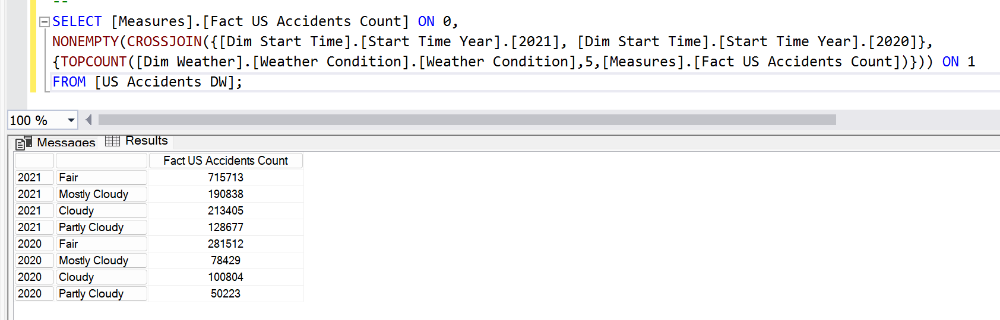 --
SELECT [Measures].[Fact US Accidents Count] ON 0,
NONEMPTY(CROSSJOIN({[Dim Start Time].[Start Time Year].[2021], [Dim Start Time].[Start Time Year].[2020]},
{TOPCOUNT([Dim Weather].[Weather Condition].[Weather Condition],5,[Measures].[Fact US Accidents Count])})) ON 1
FROM [US Accidents DW];
100 %
Messages Results
Fact US Accidents Count
2021 Fair 715713
2021 Mostly Cloudy 190838
2021 Cloudy 213405
2021 Partly Cloudy 128677
2020 Fair 281512
2020 Mostly Cloudy 78429
2020 Cloudy 100804
2020 Partly Cloudy 50223